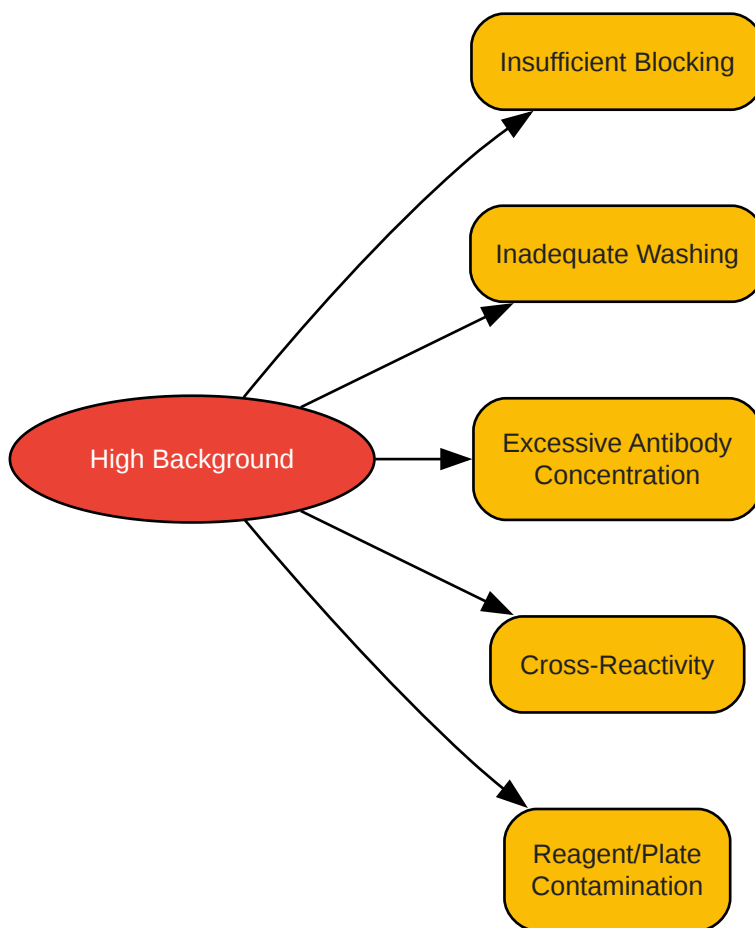 Insufficient Blocking
Inadequate Washing
High Background
Excessive Antibody
Concentration
Cross-Reactivity
Reagent/Plate
Contamination